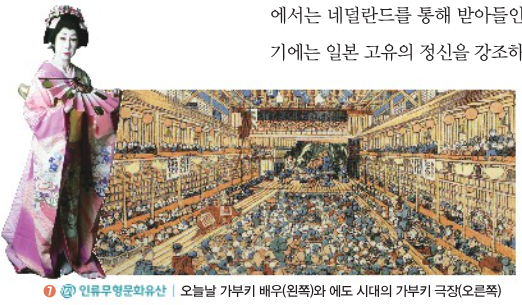 에서는 네덜란드를 통해 받아들인
기에는 일본 고유의 정신을 강조하
7 인류무형문화유산 | 오늘날 가부키 배우(왼쪽)와 에도 시대의 가부키 극장(오른쪽)